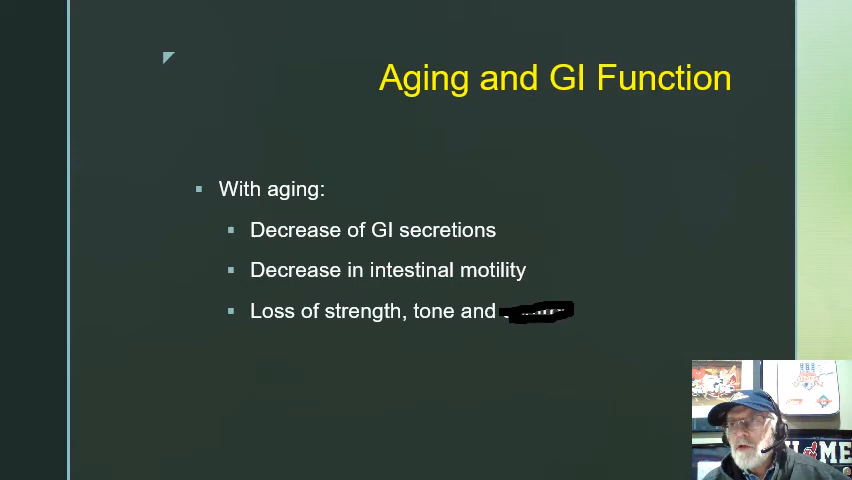 Aging and GI Function
With aging:
Decrease of GI secretions
Decrease in intestinal motility
Loss of strength, tone and
H ME